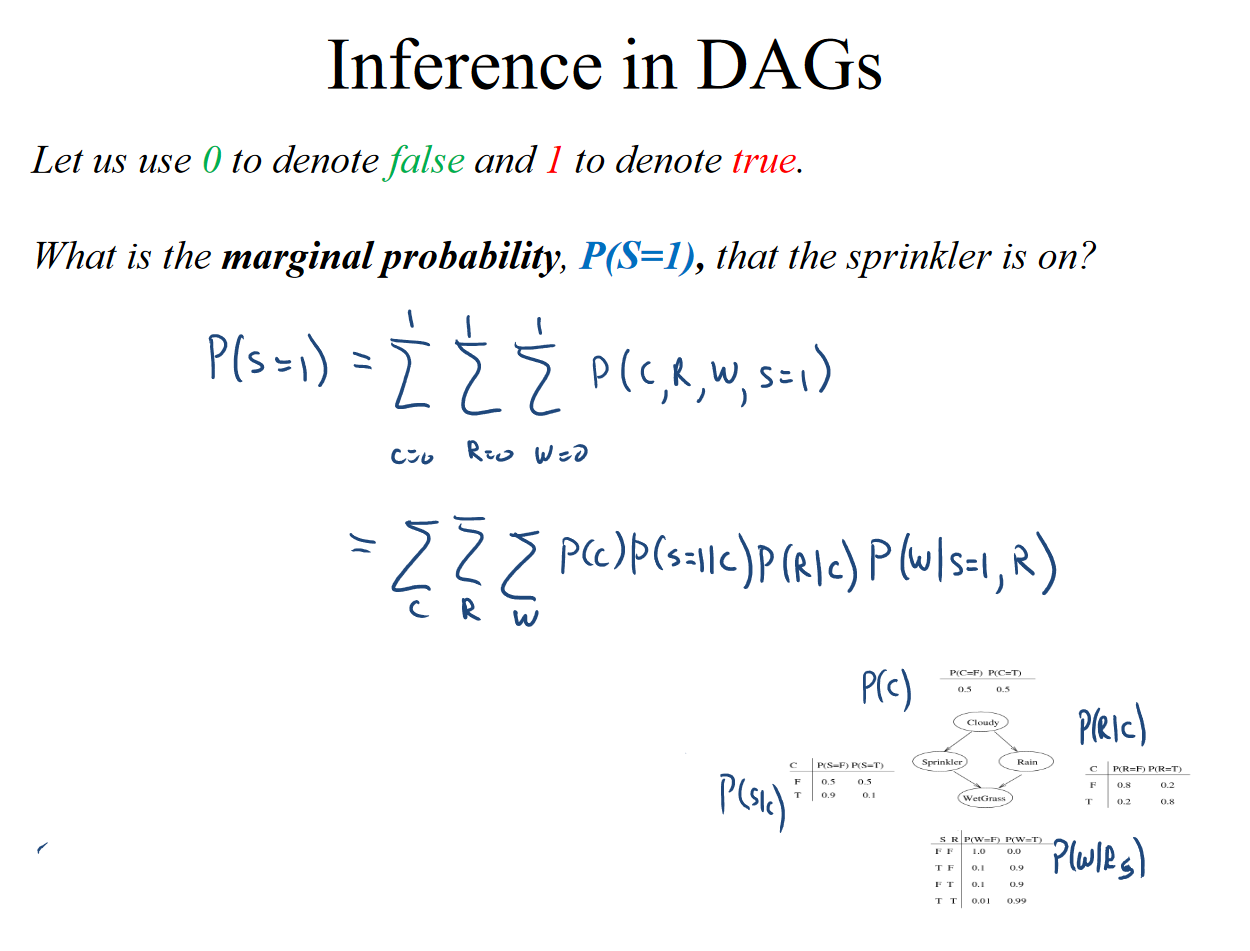 Inference in DAGs
Let us use 0 to denote false and 1 to denote true.
What is the marginal probability, P(S=1), that the sprinkler is on?
1 1 1
P(S=1) = Σ Σ Σ P(C,R,W,S=1)
C=0 R=0 W=0
= Σ Σ Σ P(C)P(S=1|C)P(R|C)P(W|S=1,R)
C R W
P(C)
P(C=F) P(C=T)
0.5 0.5
Cloudy
P(R|C)
P(S|C)
C P(S=F) P(S=T)
F 0.5 0.5
T 0.9 0.1
Sprinkler
Rain
C P(R=F) P(R=T)
F 0.8 0.2
T 0.2 0.8
WetGrass
S R P(W=F) P(W=T)
F F 1.0 0.0
T F 0.1 0.9
F T 0.1 0.9
T T 0.01 0.99
P(W|R S)